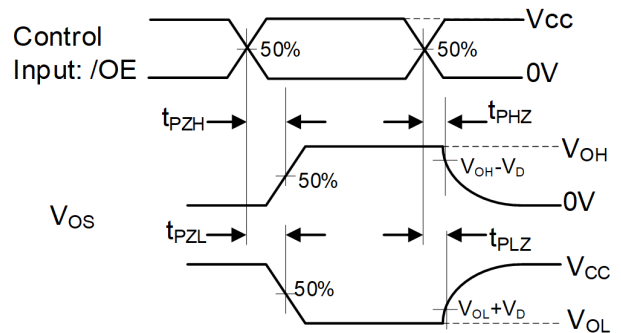 Control
Input: /OE
50%
50%
Vcc
0V
tPZH
tPHZ
50%
VOH
VOH-VD
0V
VOS
tPZL
tPLZ
50%
VCC
VOL+VD
VOL